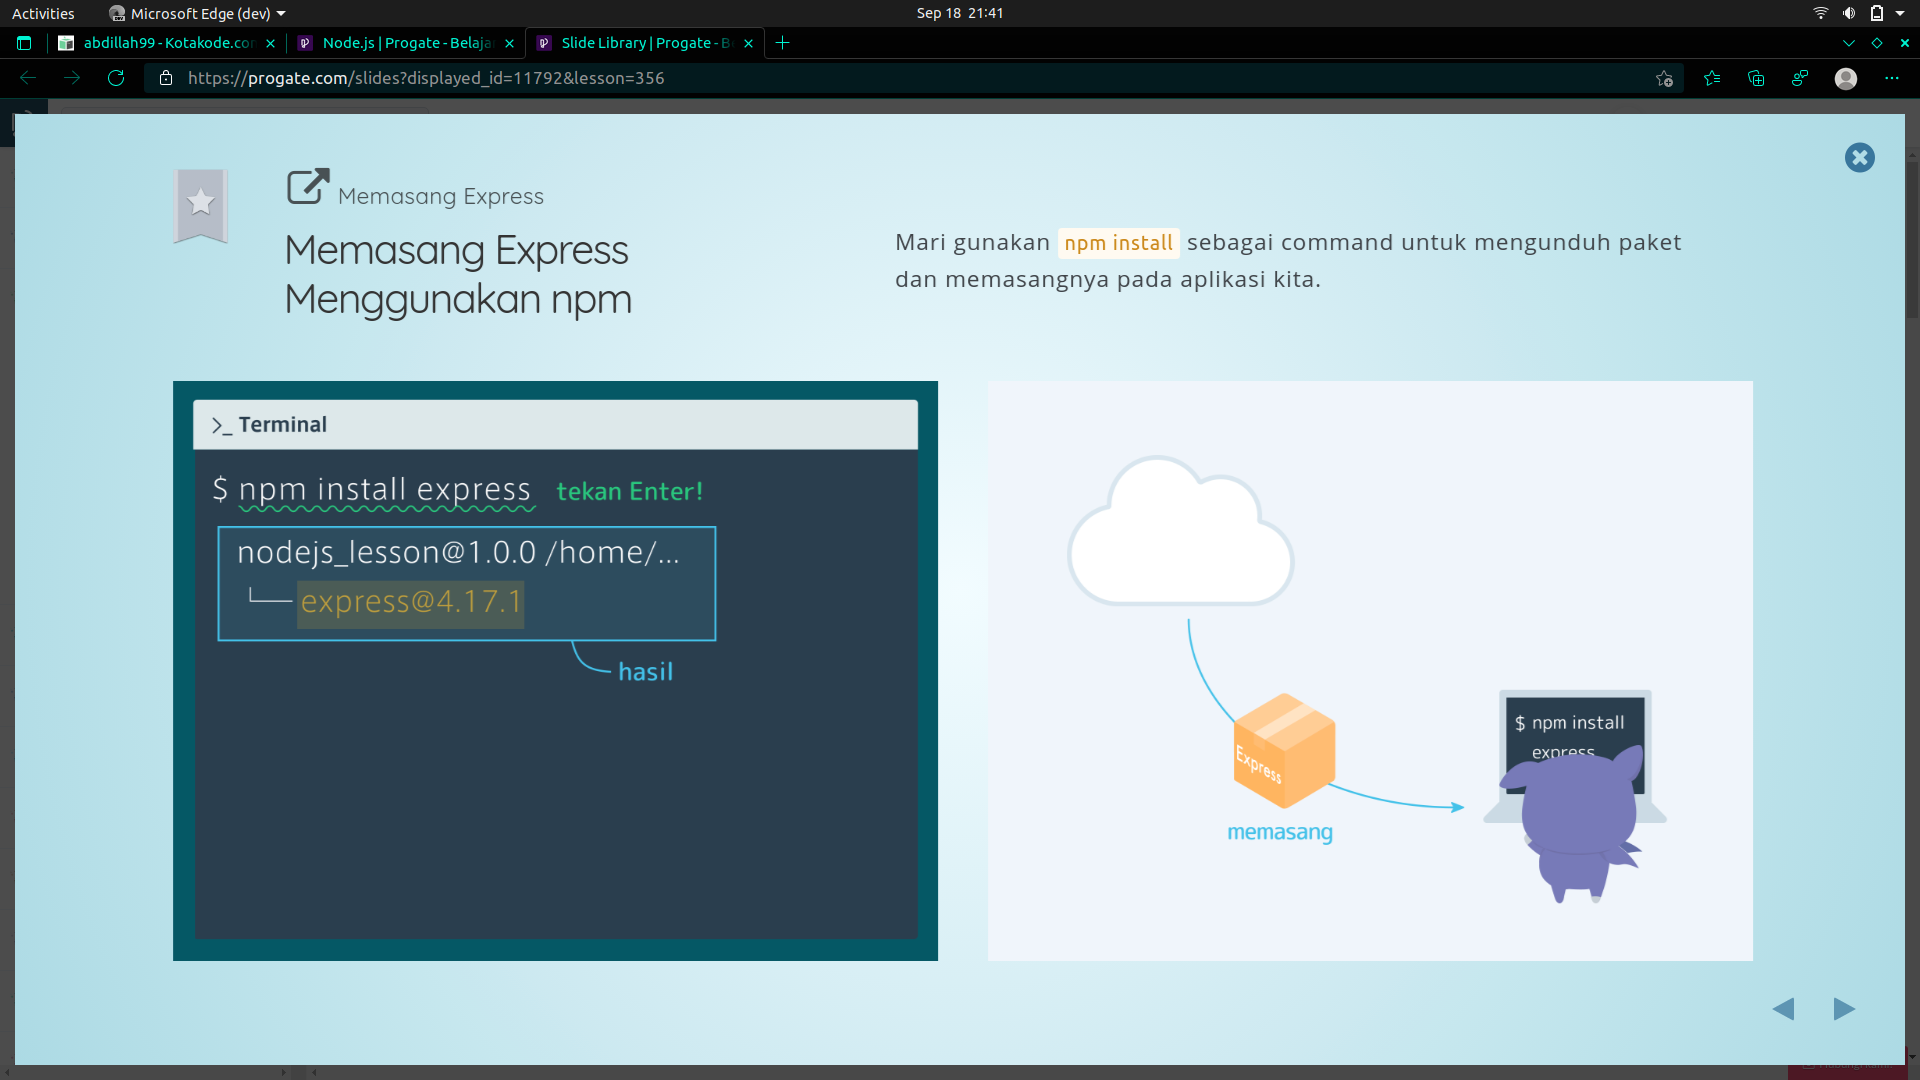 Activities
Microsoft Edge (dev)
Sep 18 21:41
abdillah99 - Kotakode.con
Node.js | Progate - Belaja
Slide Library | Progate - Be
https://progate.com/slides?displayed_id=11792&lesson=356
Memasang Express
Memasang Express
Menggunakan npm
Mari gunakan npm install sebagai command untuk mengunduh paket
dan memasangnya pada aplikasi kita.
>_ Terminal
$ npm install express tekan Enter!
nodejs_lesson@1.0.0 /home/...
└── express@4.17.1
hasil
Express
memasang
$ npm install
express